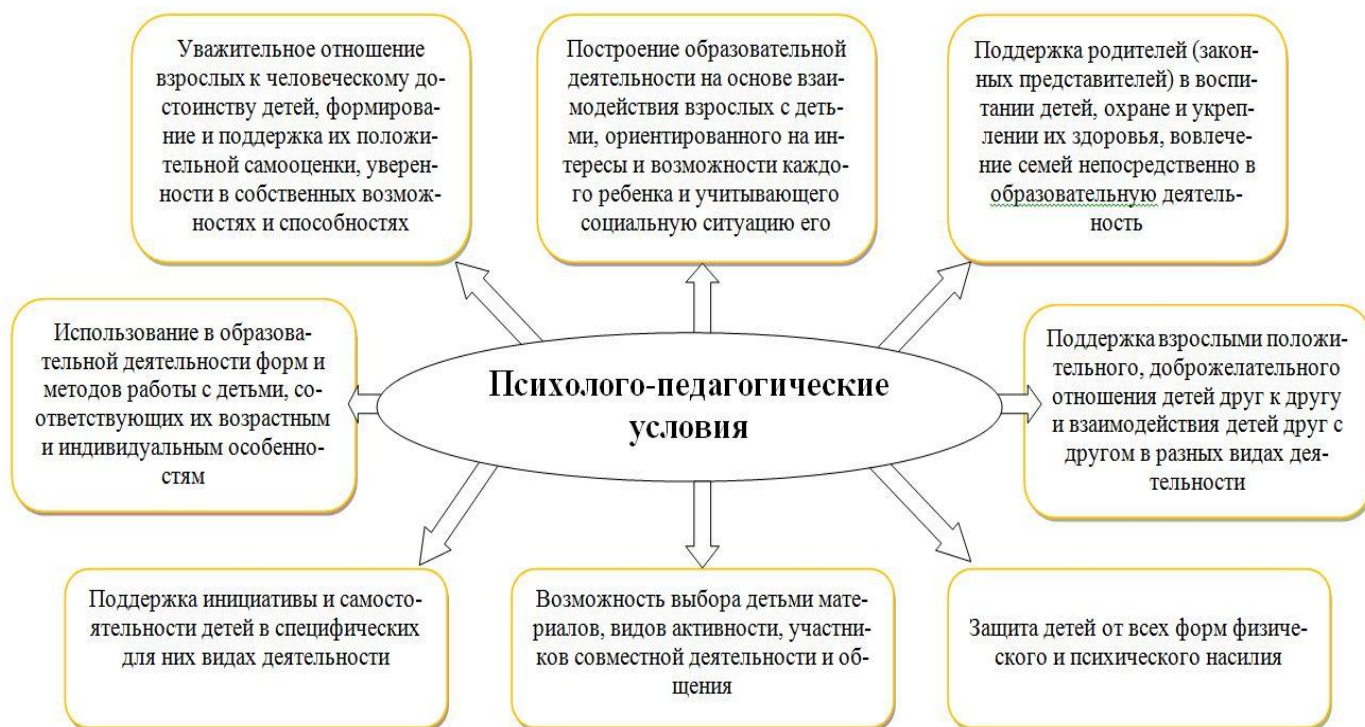 Уважительное отношение
взрослых к человеческому до-
стоинству детей, формирова-
ние и поддержка их положи-
тельной самооценки, уверен-
ности в собственных возмож-
ностях и способностях
Построение образовательной
деятельности на основе взаи-
модействия взрослых с деть-
ми, ориентированного на ин-
тересы и возможности каждо-
го ребенка и учитывающего
социальную ситуацию его
Поддержка родителей (закон-
ных представителей) в воспи-
тании детей, охране и укреп-
лении их здоровья, вовлече-
ние семей непосредственно в
образовательную деятель-
ность
Использование в образова-
тельной деятельности форм и
методов работы с детьми, со-
ответствующих их возрастным
и индивидуальным особенно-
стям
Психолого-педагогические
условия
Поддержка взрослыми положи-
тельного, доброжелательного
отношения детей друг к другу
и взаимодействия детей друг с
другом в разных видах дея-
тельности
Поддержка инициативы и самосто-
ятельности детей в специфических
для них видах деятельности
Возможность выбора детьми мате-
риалов, видов активности, участни-
ков совместной деятельности и об-
щения
Защита детей от всех форм физиче-
ского и психического насилия